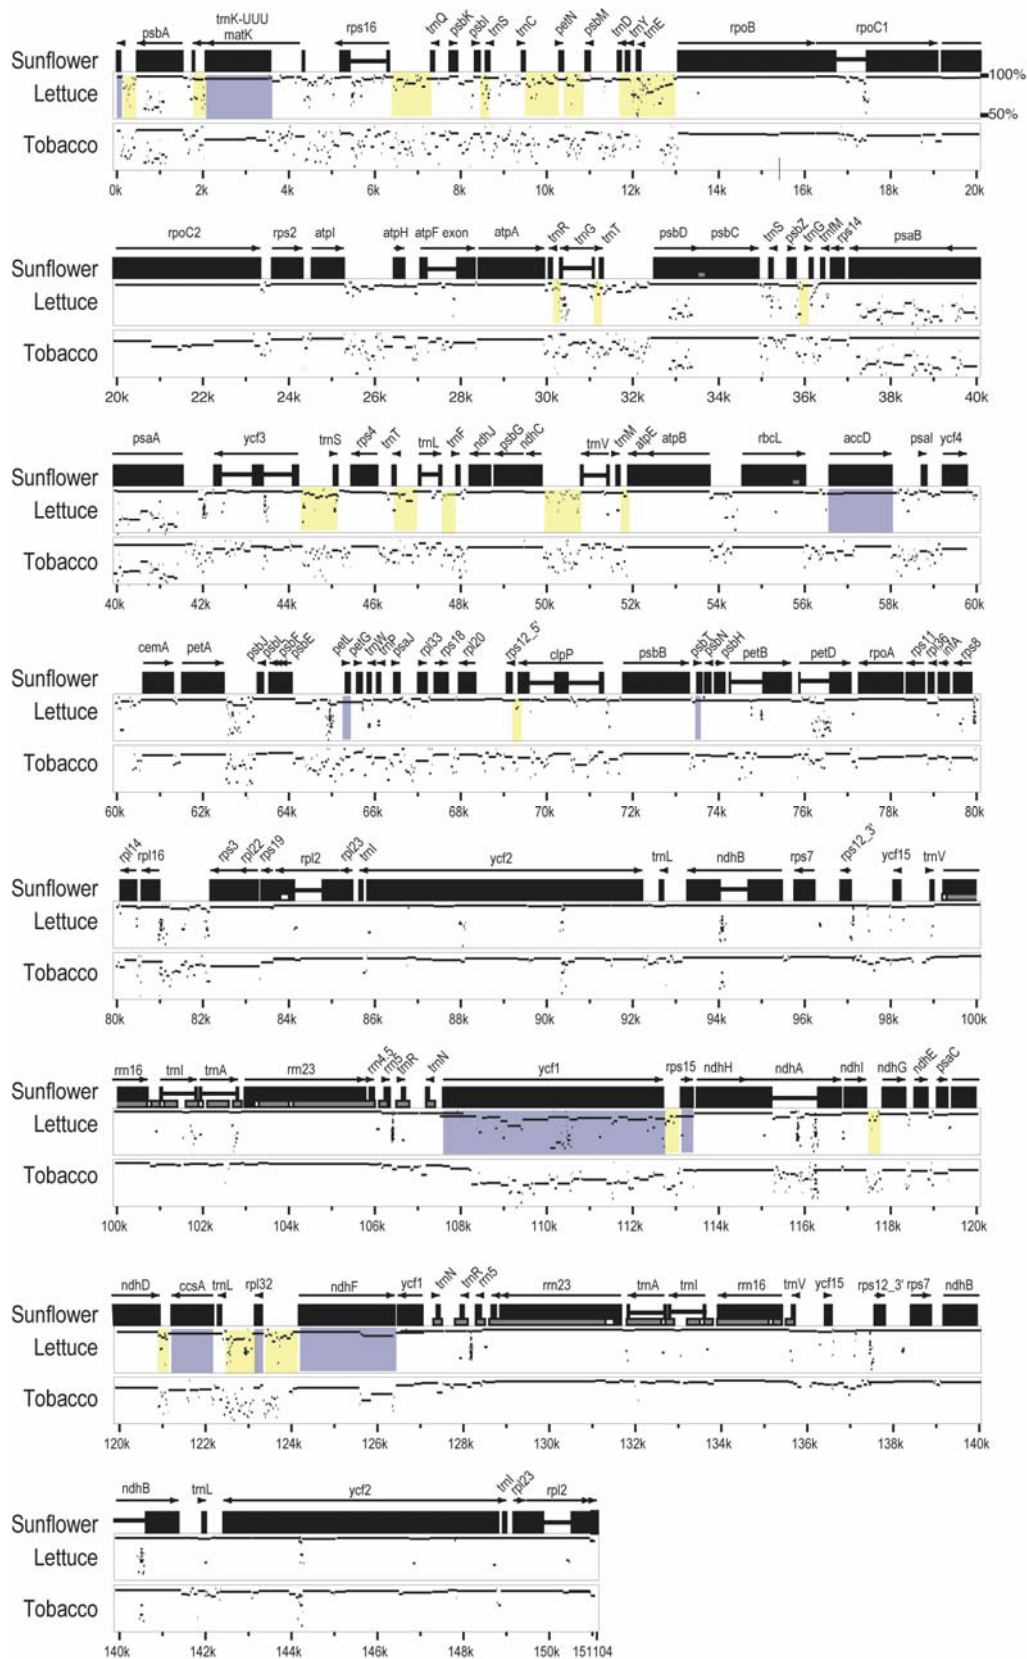 psbA
trnK-UUU
matK
rps16
trnQ
psbK
psbI
trnS
trnC
petN
psbM
trnD
trnY
trnE
rpoB
rpoC1
Sunflower
Lettuce
100%
50%
Tobacco
0k 2k 4k 6k 8k 10k 12k 14k 16k 18k 20k
rpoC2 rps2 atpI atpH atpF exon atpA trnR trnG trnT psbD psbC trnS psbZ trnG trnfM rps14 psaB
Sunflower
Lettuce
Tobacco
20k 22k 24k 26k 28k 30k 32k 34k 36k 38k 40k
psaA ycf3 trnS rps4 trnT trnL trnF ndhJ psbG ndhC trnV trnM atpE atpB rbcL accD psaI ycf4
Sunflower
Lettuce
Tobacco
40k 42k 44k 46k 48k 50k 52k 54k 56k 58k 60k
cemA petA psbJ psbL psbF psbE petL petG trnW trnP psaJ rpl33 rps18 rpl20 rps12_5' clpP psbB psbT psbN psbH petB petD rpoA rps11 rpl36 infA rps8
Sunflower
Lettuce
Tobacco
60k 62k 64k 66k 68k 70k 72k 74k 76k 78k 80k
rpl14 rpl16 rps3 rpl22 rps19 rpl2 rpl23 trnI ycf2 trnL ndhB rps7 rps12_3' ycf15 trnV
Sunflower
Lettuce
Tobacco
80k 82k 84k 86k 88k 90k 92k 94k 96k 98k 100k
rrn16 trnI trnA rrn23 rrn4.5 rrn5 trnR trnN ycf1 rps15 ndhH ndhA ndhI ndhG ndhE psaC
Sunflower
Lettuce
Tobacco
100k 102k 104k 106k 108k 110k 112k 114k 116k 118k 120k
ndhD ccsA trnL rpl32 ndhF ycf1 trnN trnR rrn5 rrn23 trnA trnI rrn16 trnV ycf15 rps12_3' rps7 ndhB
Sunflower
Lettuce
Tobacco
120k 122k 124k 126k 128k 130k 132k 134k 136k 138k 140k
ndhB trnL ycf2 trnI rpl23 rpl2
Sunflower
Lettuce
Tobacco
140k 142k 144k 146k 148k 150k 151104